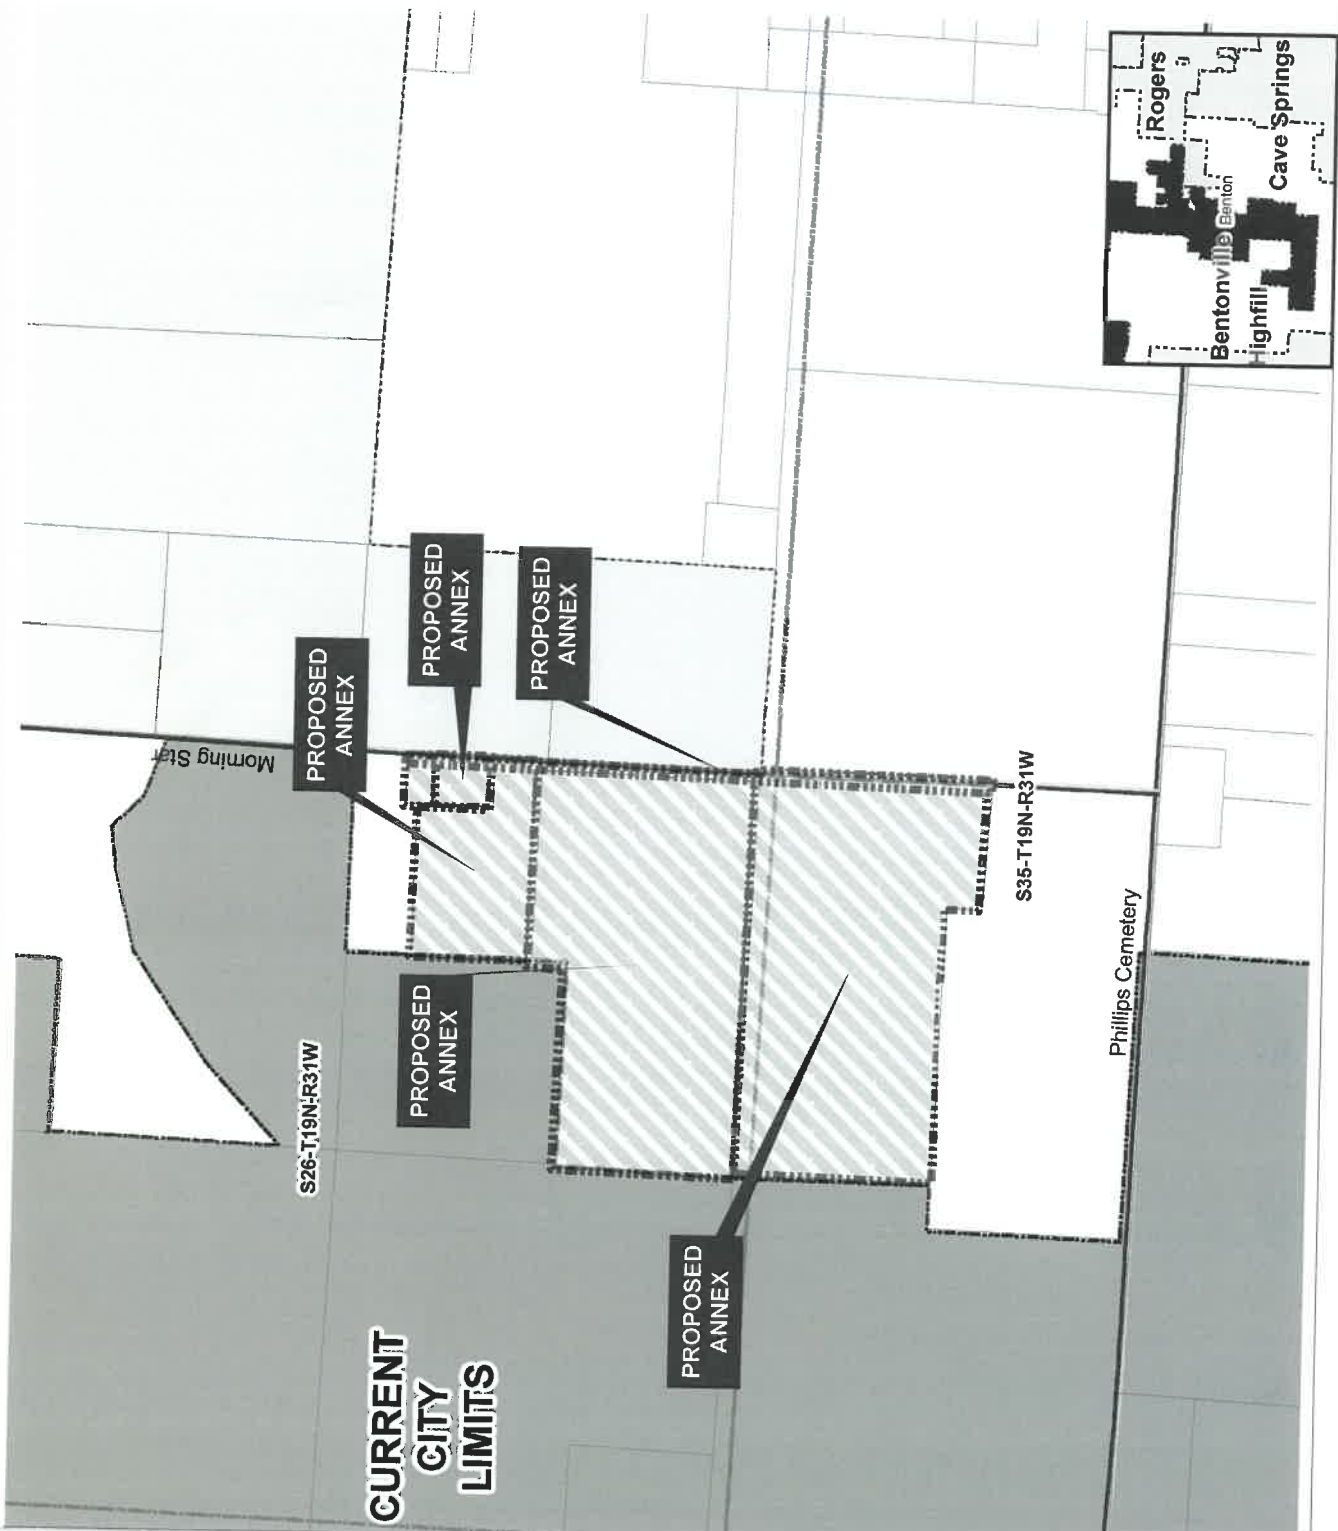 CURRENT
CITY
LIMITS
S26-T19N-R31W
Morning Star
PROPOSED
ANNEX
PROPOSED
ANNEX
PROPOSED
ANNEX
PROPOSED
ANNEX
PROPOSED
ANNEX
S35-T19N-R31W
Phillips Cemetery
Rogers
Bentonville
Benton
Highfill
Cave Springs